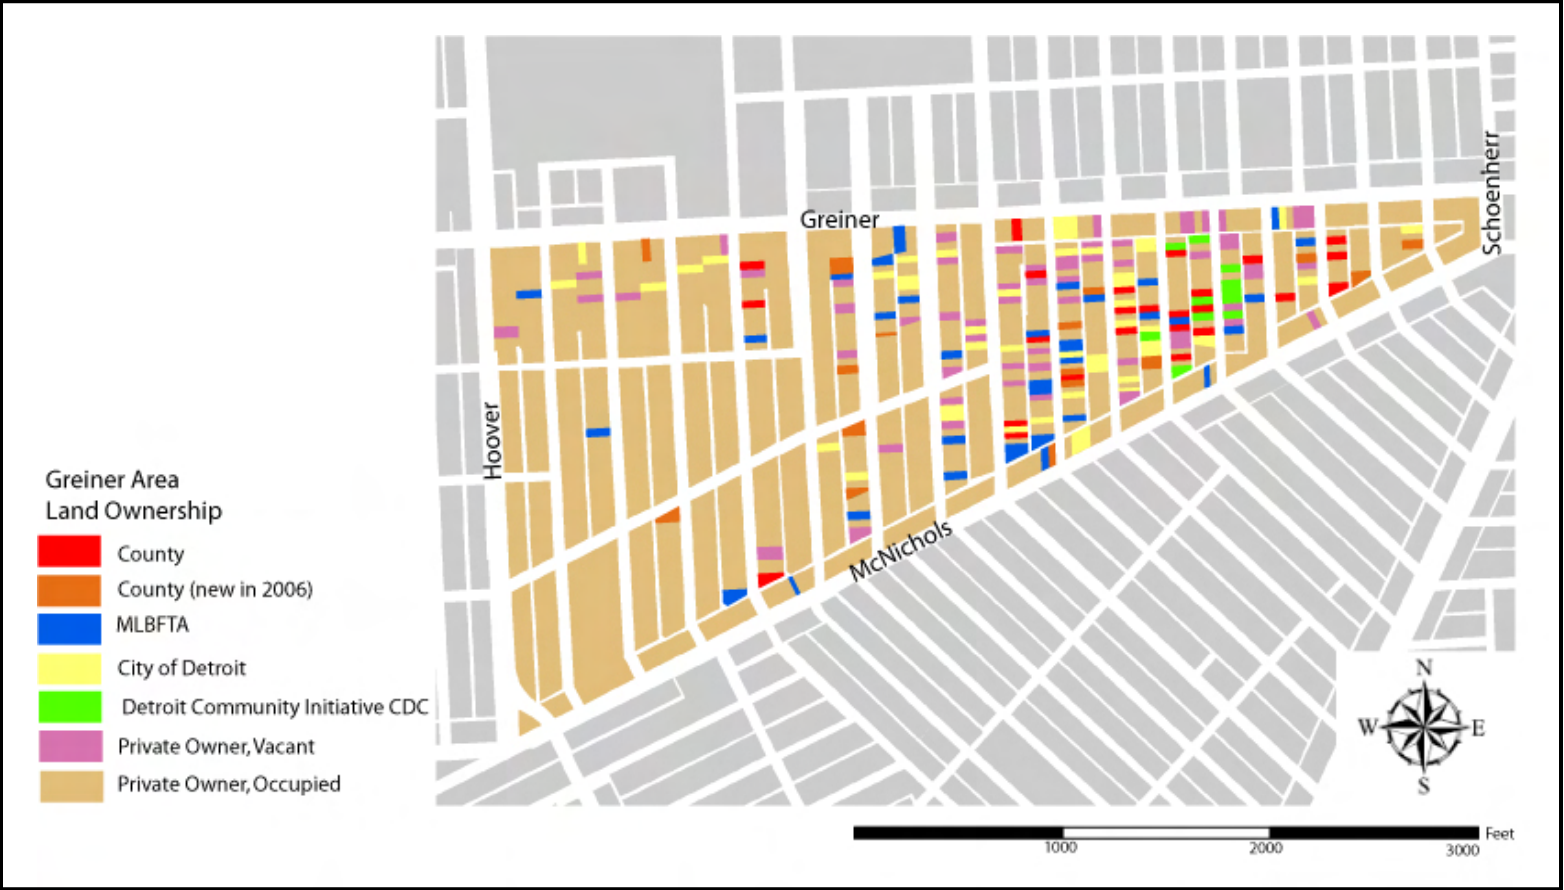 Greiner
Schoenherr
Hoover
McNichols
Greiner Area
Land Ownership
County
County (new in 2006)
MLBFTA
City of Detroit
Detroit Community Initiative CDC
Private Owner, Vacant
Private Owner, Occupied
N
W E
S
Feet
1000 2000 3000